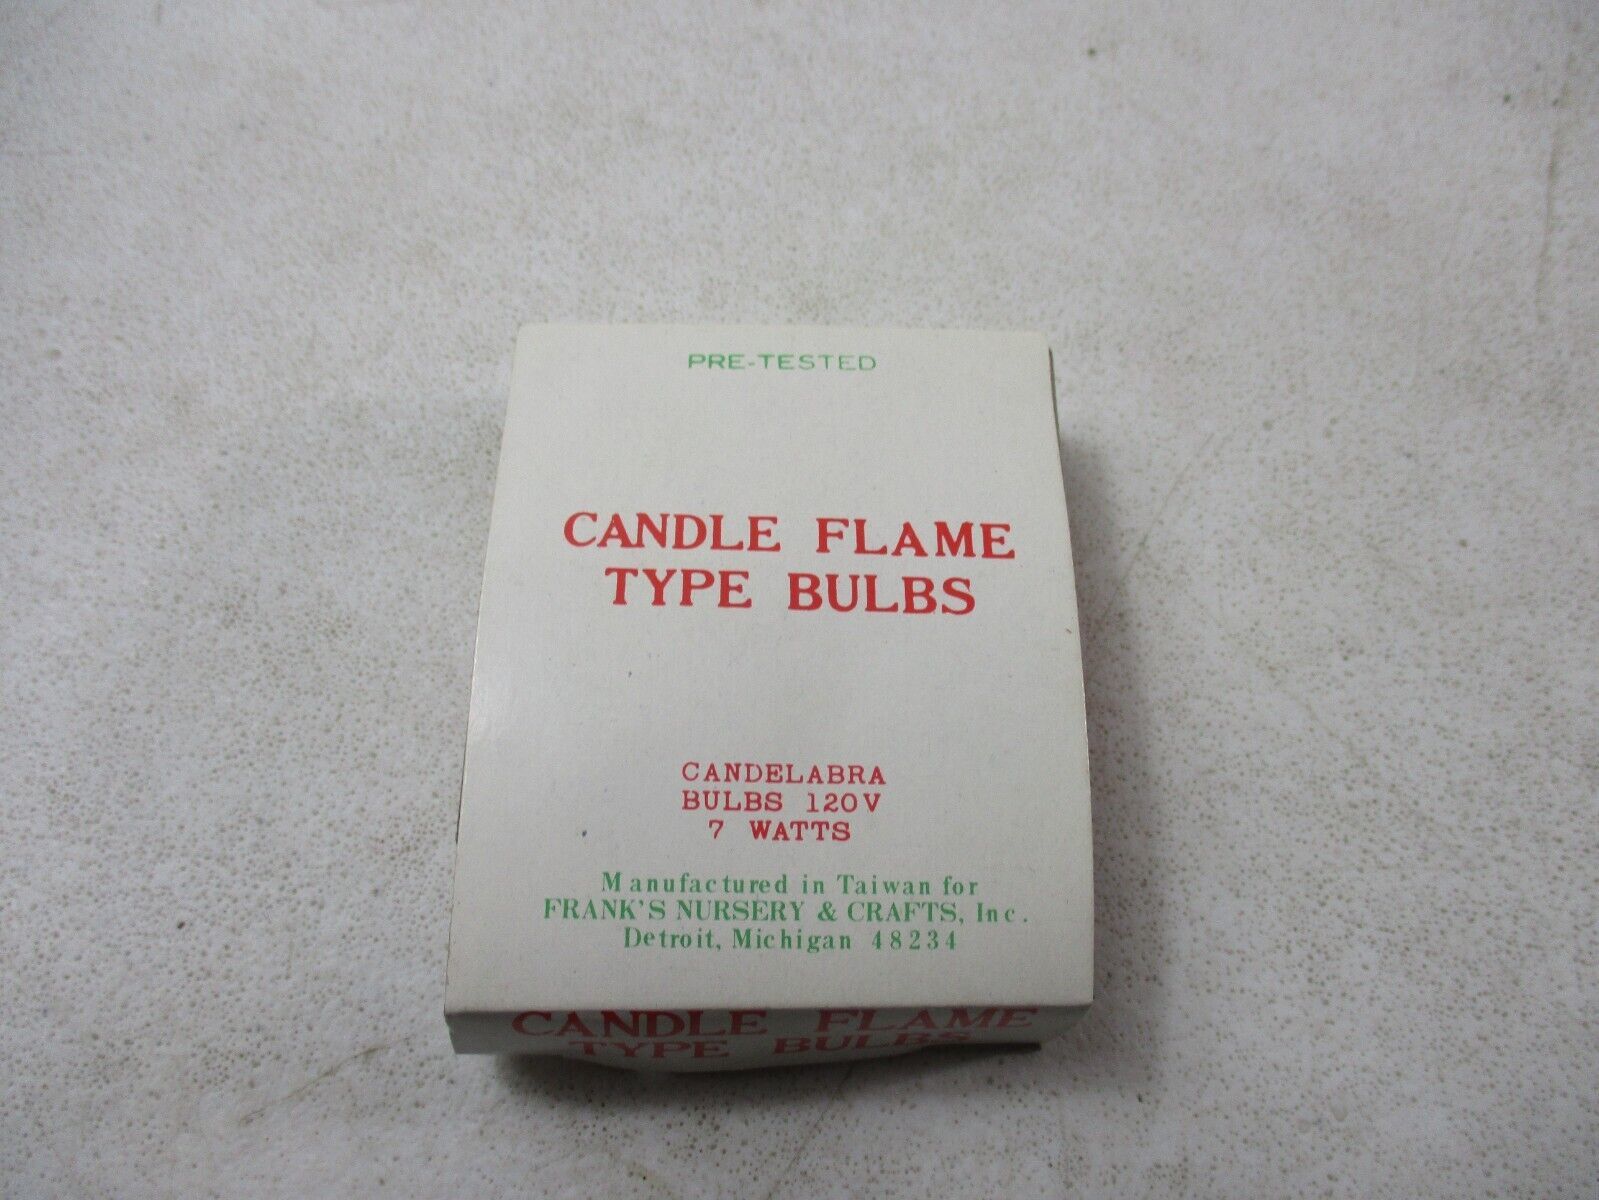 PRE-TESTED
CANDLE FLAME
TYPE BULBS
CANDELABRA
BULBS 120V
7 WATTS
Manufactured in Taiwan for
FRANK'S NURSERY & CRAFTS, Inc.
Detroit, Michigan 48234
CANDLE FLAME
TYPE BULBS